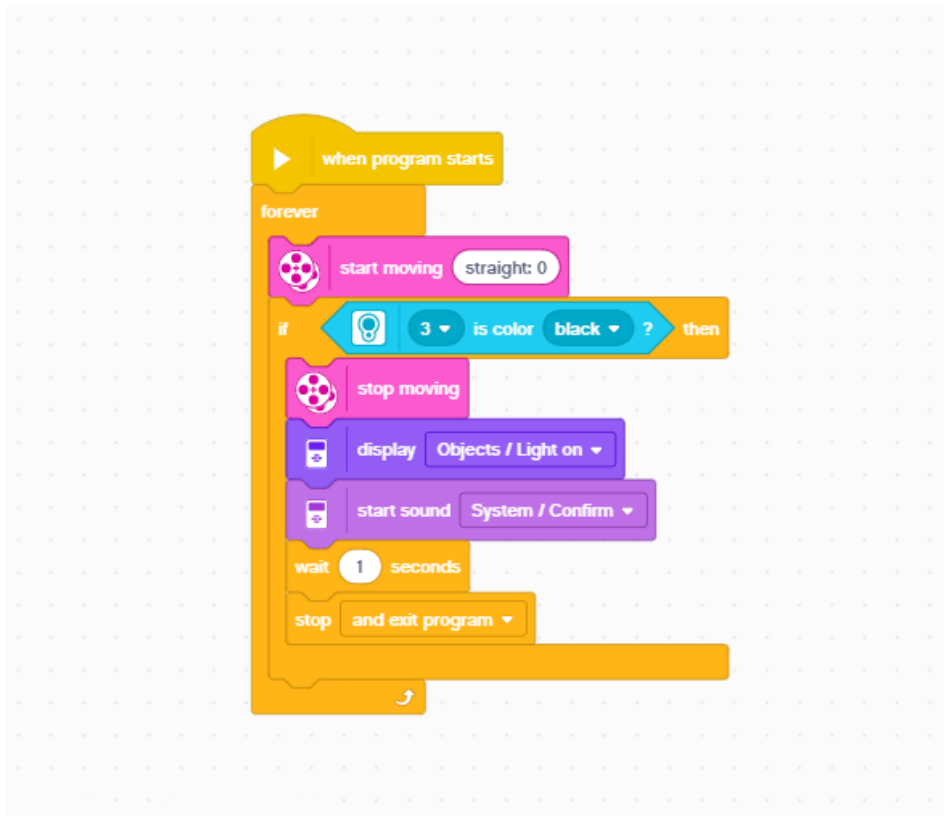 when program starts
forever
start moving straight: 0
if 3 is color black ? then
stop moving
display Objects / Light on
start sound System / Confirm
wait 1 seconds
stop and exit program